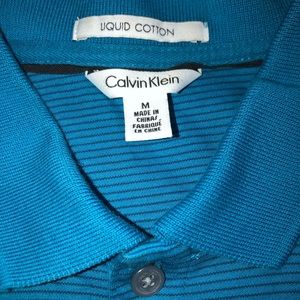 LIQUID COTTON
Calvin Klein
M
MADE IN
CHINA/
FABRIQUÉ
EN CHINE